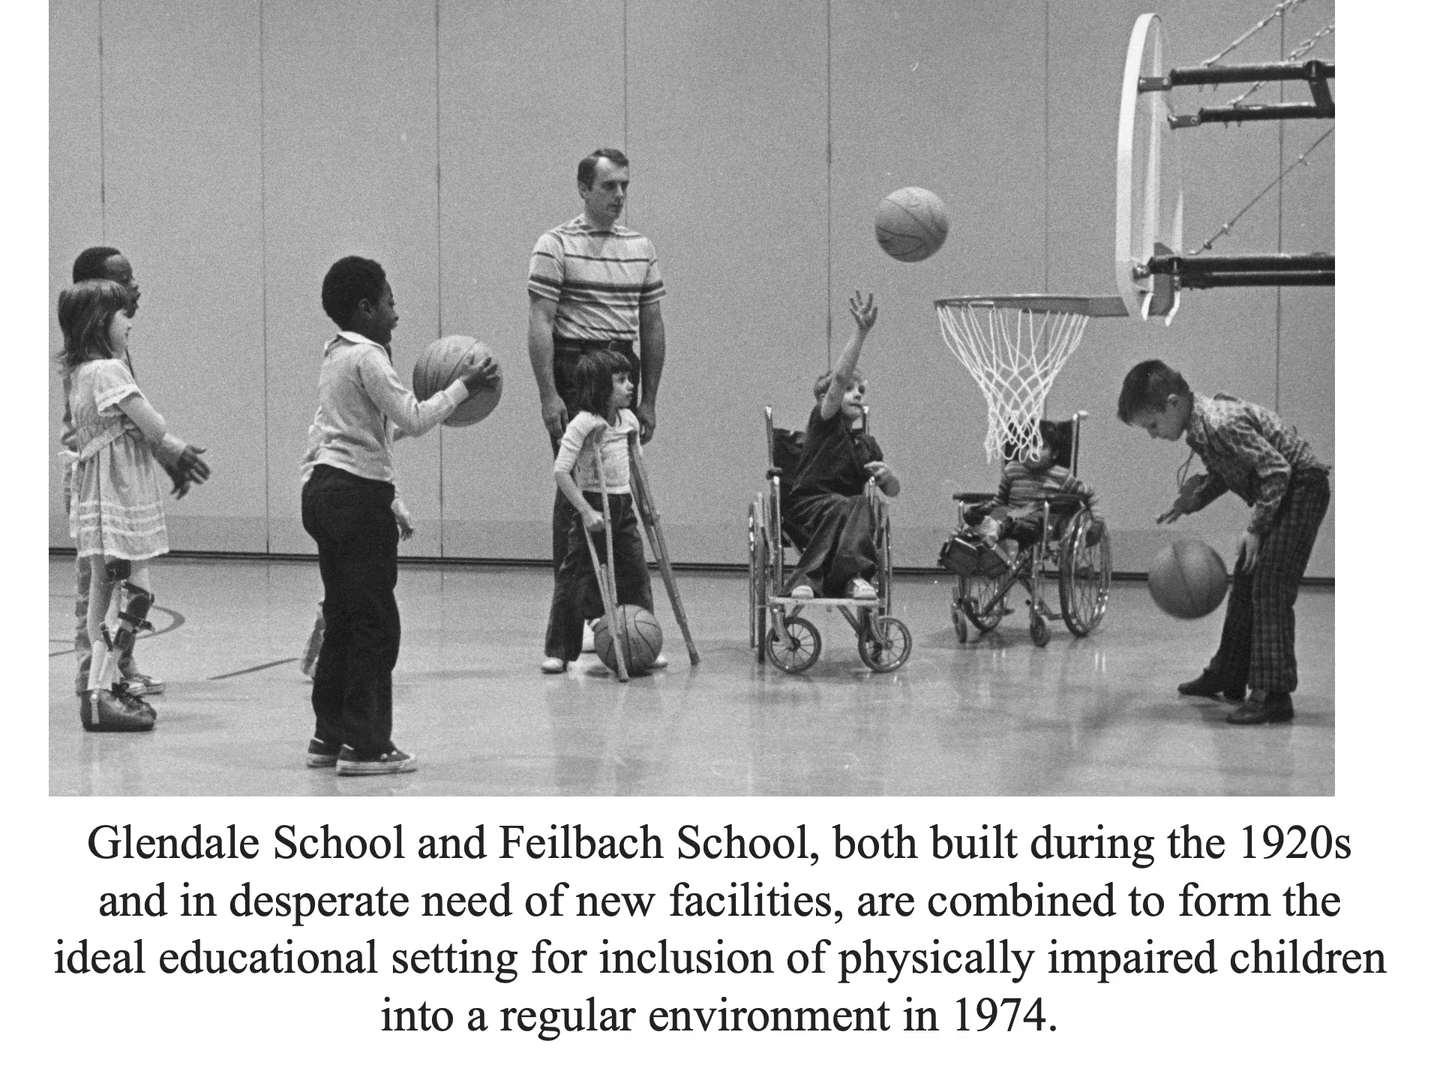 Glendale School and Feilbach School, both built during the 1920s
and in desperate need of new facilities, are combined to form the
ideal educational setting for inclusion of physically impaired children
into a regular environment in 1974.